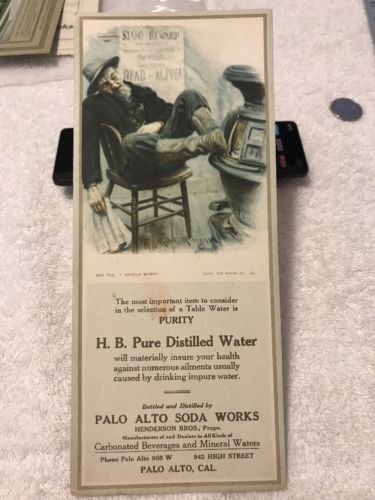 $100 REWARD!
DEAD OR ALIVE!
The most important item to consider
in the selection of a Table Water is
PURITY
H. B. Pure Distilled Water
will materially insure your health
against numerous ailments usually
caused by drinking impure water.
Bottled and Distilled by
PALO ALTO SODA WORKS
HENDERSON BROS., Props.
Manufacturers of and Dealers in All Kinds of
Carbonated Beverages and Mineral Waters
Phone Palo Alto 950 W 942 HIGH STREET
PALO ALTO, CAL.